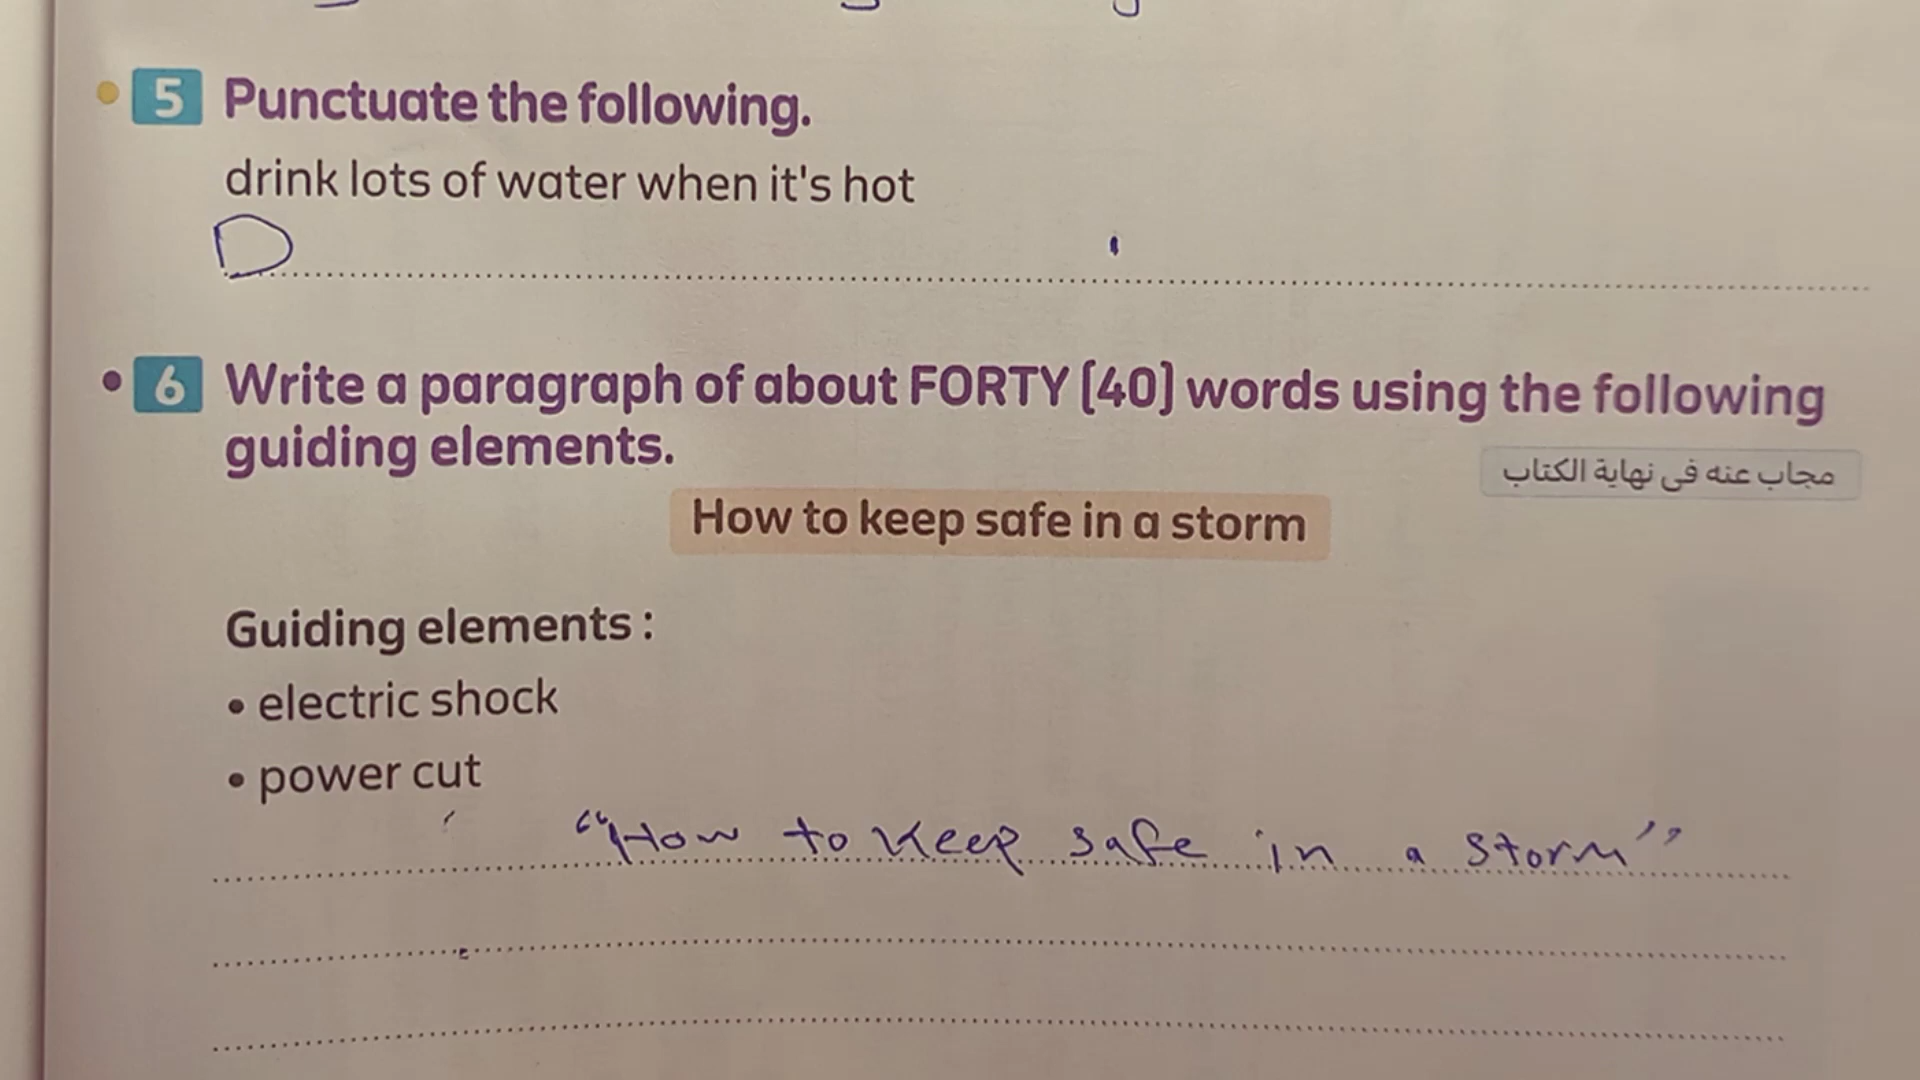 5 Punctuate the following.
drink lots of water when it's hot
D
6 Write a paragraph of about FORTY [40] words using the following
guiding elements.
مجاب عنه فى نهاية الكتاب
How to keep safe in a storm
Guiding elements :
• electric shock
• power cut
“How to keep safe in a storm”